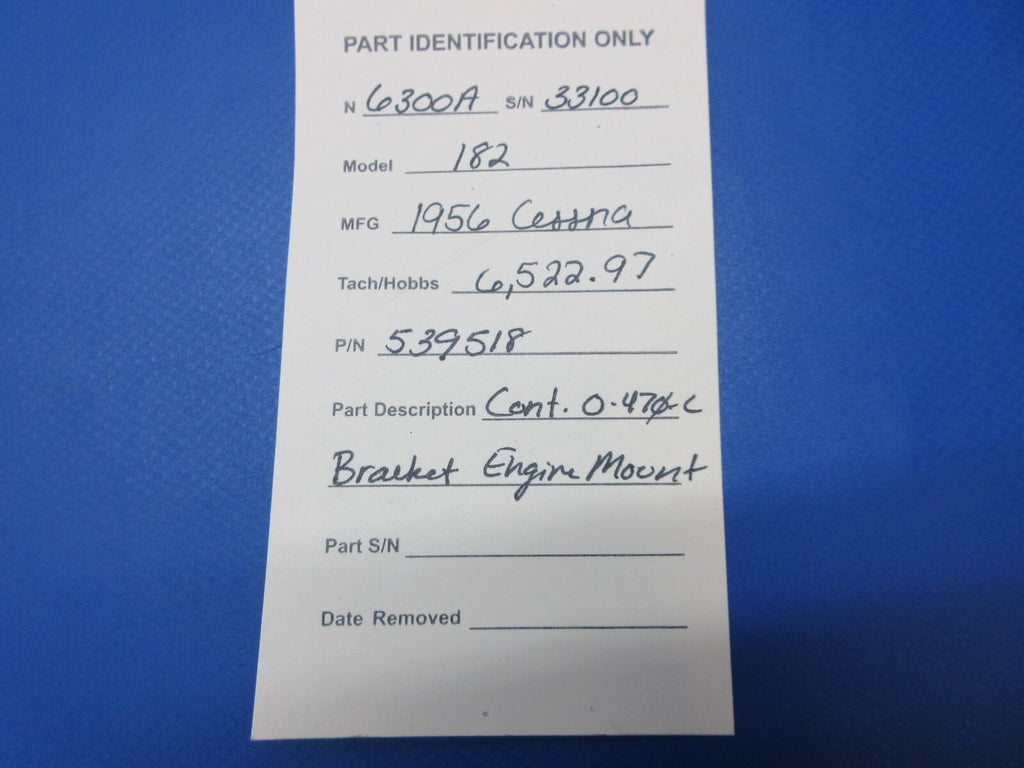 PART IDENTIFICATION ONLY
N 6300A S/N 33100
Model 182
MFG 1956 Cessna
Tach/Hobbs 6,522.97
P/N 539518
Part Description Cont. O-470-C
Bracket Engine Mount
Part S/N
Date Removed